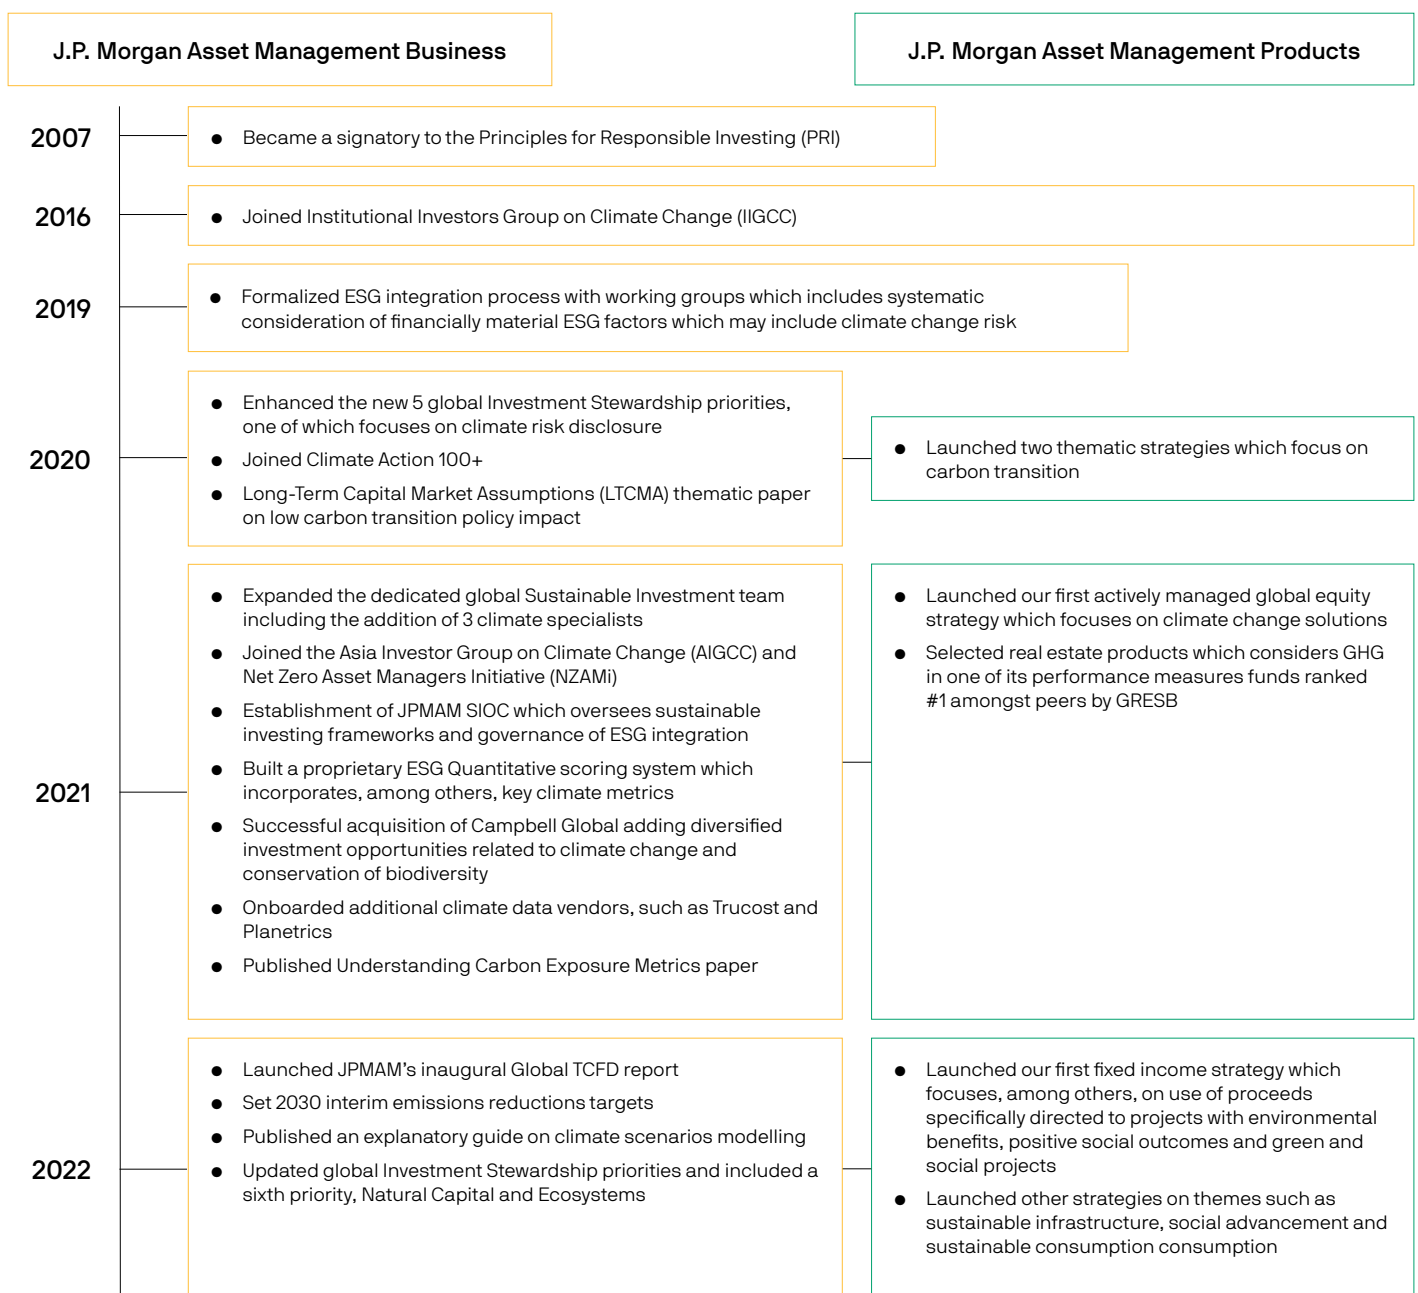 J.P. Morgan Asset Management Business
J.P. Morgan Asset Management Products
2007
● Became a signatory to the Principles for Responsible Investing (PRI)
2016
● Joined Institutional Investors Group on Climate Change (IIGCC)
2019
● Formalized ESG integration process with working groups which includes systematic
consideration of financially material ESG factors which may include climate change risk
2020
● Enhanced the new 5 global Investment Stewardship priorities,
one of which focuses on climate risk disclosure
● Joined Climate Action 100+
● Long-Term Capital Market Assumptions (LTCMA) thematic paper
on low carbon transition policy impact
● Launched two thematic strategies which focus on
carbon transition
2021
● Expanded the dedicated global Sustainable Investment team
including the addition of 3 climate specialists
● Joined the Asia Investor Group on Climate Change (AIGCC) and
Net Zero Asset Managers Initiative (NZAMi)
● Establishment of JPMAM SIOC which oversees sustainable
investing frameworks and governance of ESG integration
● Built a proprietary ESG Quantitative scoring system which
incorporates, among others, key climate metrics
● Successful acquisition of Campbell Global adding diversified
investment opportunities related to climate change and
conservation of biodiversity
● Onboarded additional climate data vendors, such as Trucost and
Planetrics
● Published Understanding Carbon Exposure Metrics paper
● Launched our first actively managed global equity
strategy which focuses on climate change solutions
● Selected real estate products which considers GHG
in one of its performance measures funds ranked
#1 amongst peers by GRESB
2022
● Launched JPMAM’s inaugural Global TCFD report
● Set 2030 interim emissions reductions targets
● Published an explanatory guide on climate scenarios modelling
● Updated global Investment Stewardship priorities and included a
sixth priority, Natural Capital and Ecosystems
● Launched our first fixed income strategy which
focuses, among others, on use of proceeds
specifically directed to projects with environmental
benefits, positive social outcomes and green and
social projects
● Launched other strategies on themes such as
sustainable infrastructure, social advancement and
sustainable consumption consumption